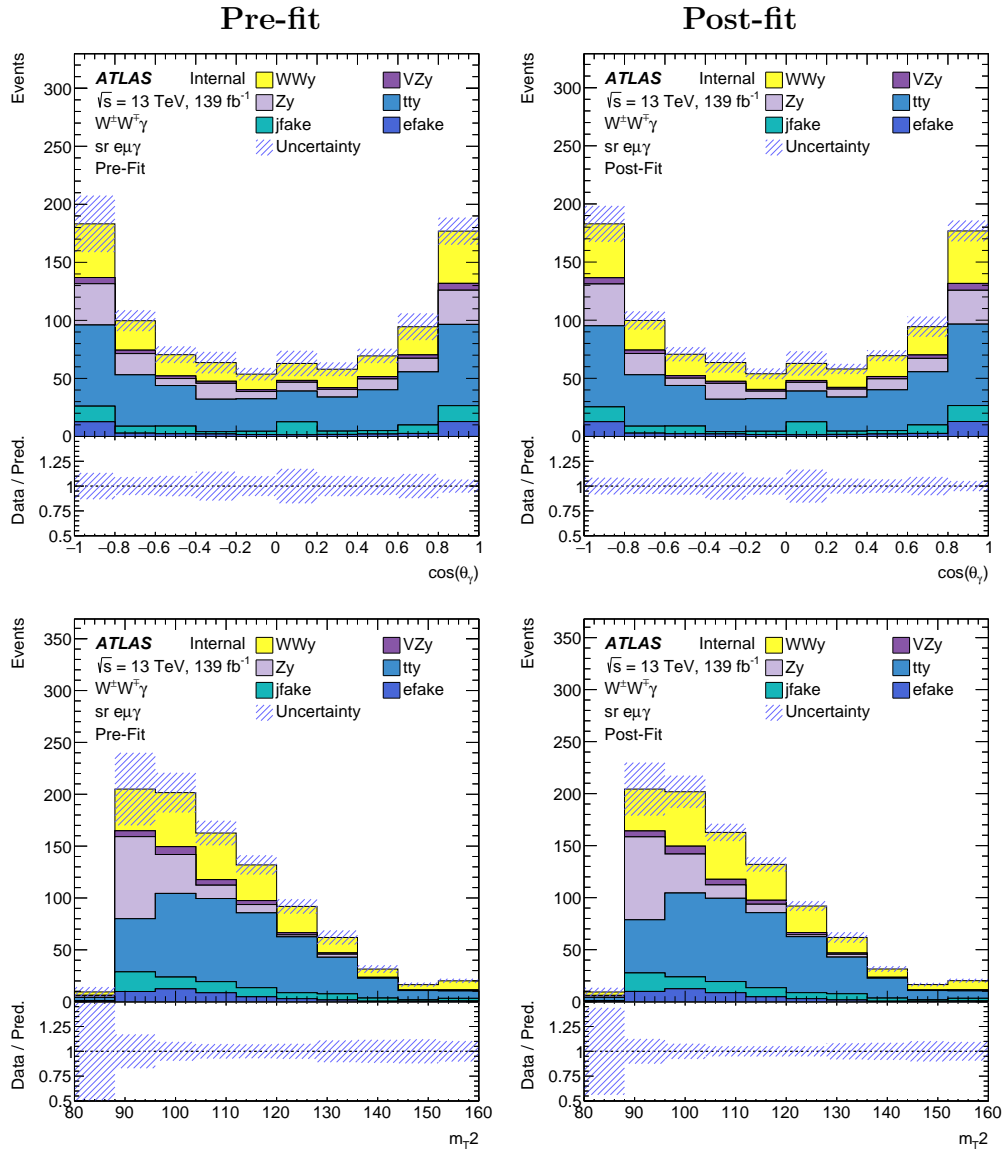 Pre-fit
Post-fit
Events
ATLAS Internal
√s = 13 TeV, 139 fb⁻¹
W±W∓γ
sr eμγ
Pre-Fit
WWy VZy
Zy tty
jfake efake
Uncertainty
300
250
200
150
100
50
0
Data / Pred.
1.25
1
0.75
0.5
−1 −0.8 −0.6 −0.4 −0.2 0 0.2 0.4 0.6 0.8 1
cos(θγ)
Events
ATLAS Internal
√s = 13 TeV, 139 fb⁻¹
W±W∓γ
sr eμγ
Post-Fit
WWy VZy
Zy tty
jfake efake
Uncertainty
300
250
200
150
100
50
0
Data / Pred.
1.25
1
0.75
0.5
−1 −0.8 −0.6 −0.4 −0.2 0 0.2 0.4 0.6 0.8 1
cos(θγ)
Events
ATLAS Internal
√s = 13 TeV, 139 fb⁻¹
W±W∓γ
sr eμγ
Pre-Fit
WWy VZy
Zy tty
jfake efake
Uncertainty
350
300
250
200
150
100
50
0
Data / Pred.
1.25
1
0.75
0.5
80 90 100 110 120 130 140 150 160
m_T2
Events
ATLAS Internal
√s = 13 TeV, 139 fb⁻¹
W±W∓γ
sr eμγ
Post-Fit
WWy VZy
Zy tty
jfake efake
Uncertainty
350
300
250
200
150
100
50
0
Data / Pred.
1.25
1
0.75
0.5
80 90 100 110 120 130 140 150 160
m_T2